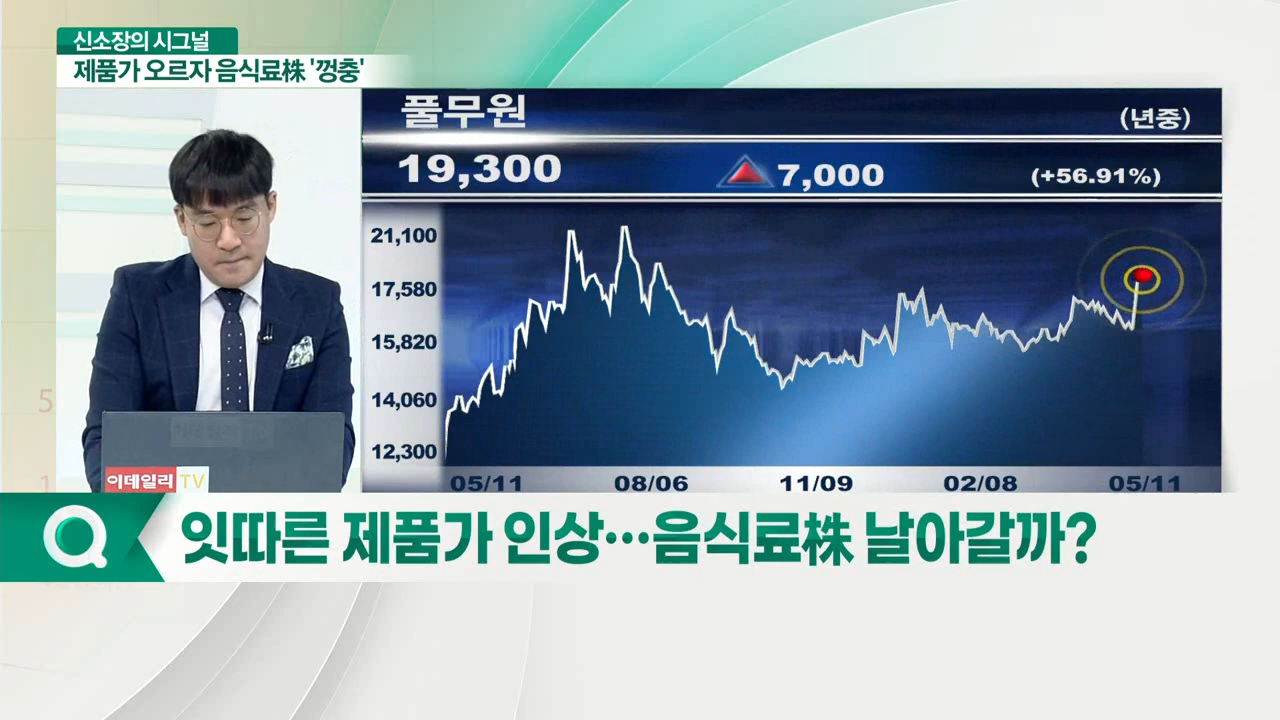 신소장의 시그널
제품가 오르자 음식료株 '껑충'
풀무원 (년중)
19,300 7,000 (+56.91%)
21,100
17,580
15,820
14,060
12,300
05/11 08/06 11/09 02/08 05/11
5
1
이데일리 TV
잇따른 제품가 인상…음식료株 날아갈까?